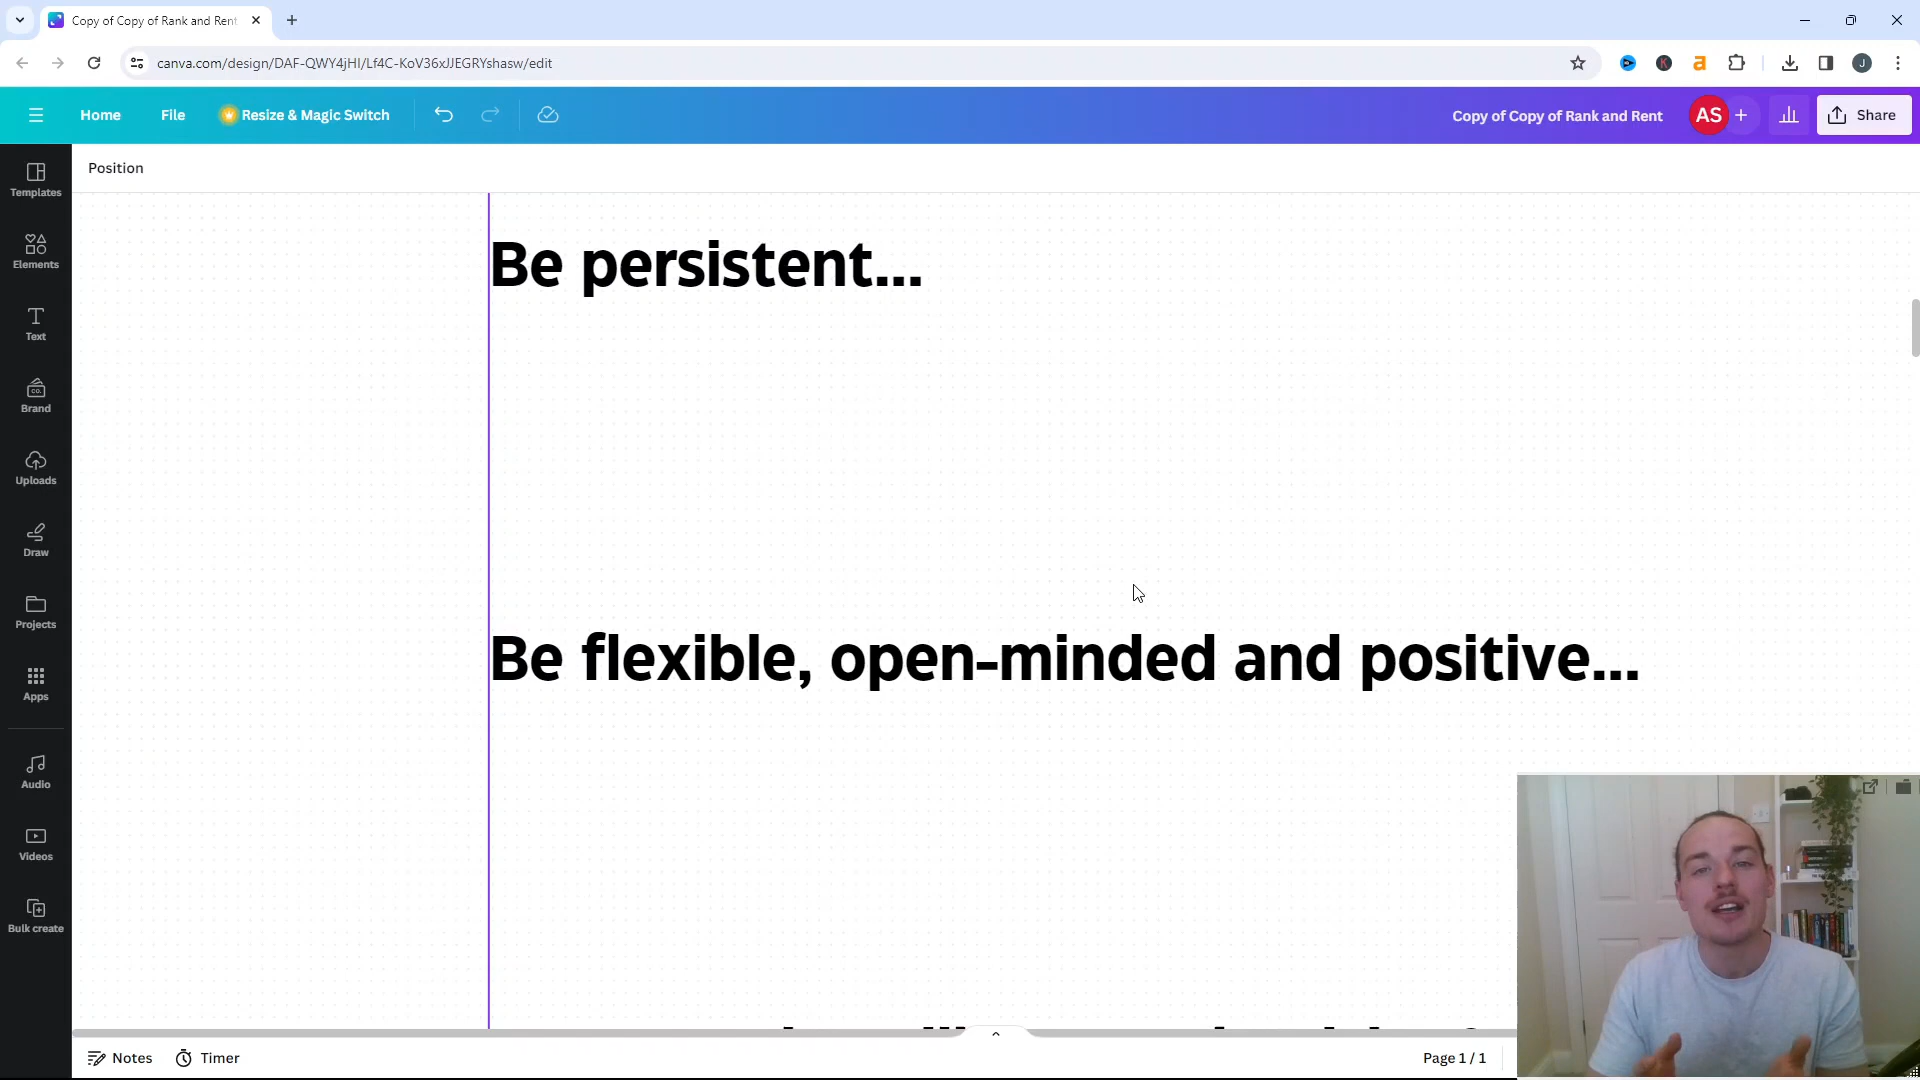 Copy of Copy of Rank and Rent
canva.com/design/DAF-QWY4jHI/Lf4C-KoV36xJJEGRYshasw/edit
J
Home
File
Resize & Magic Switch
Copy of Copy of Rank and Rent
AS
Share
Position
Templates
Elements
Text
Brand
Uploads
Draw
Projects
Apps
Audio
Videos
Bulk create
Be persistent...
Be flexible, open-minded and positive...
Notes
Timer
Page 1 / 1